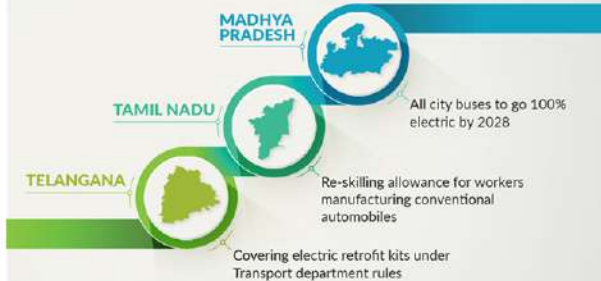 MADHYA
PRADESH
All city buses to go 100%
electric by 2028
TAMIL NADU
Re-skilling allowance for workers
manufacturing conventional
automobiles
TELANGANA
Covering electric retrofit kits under
Transport department rules